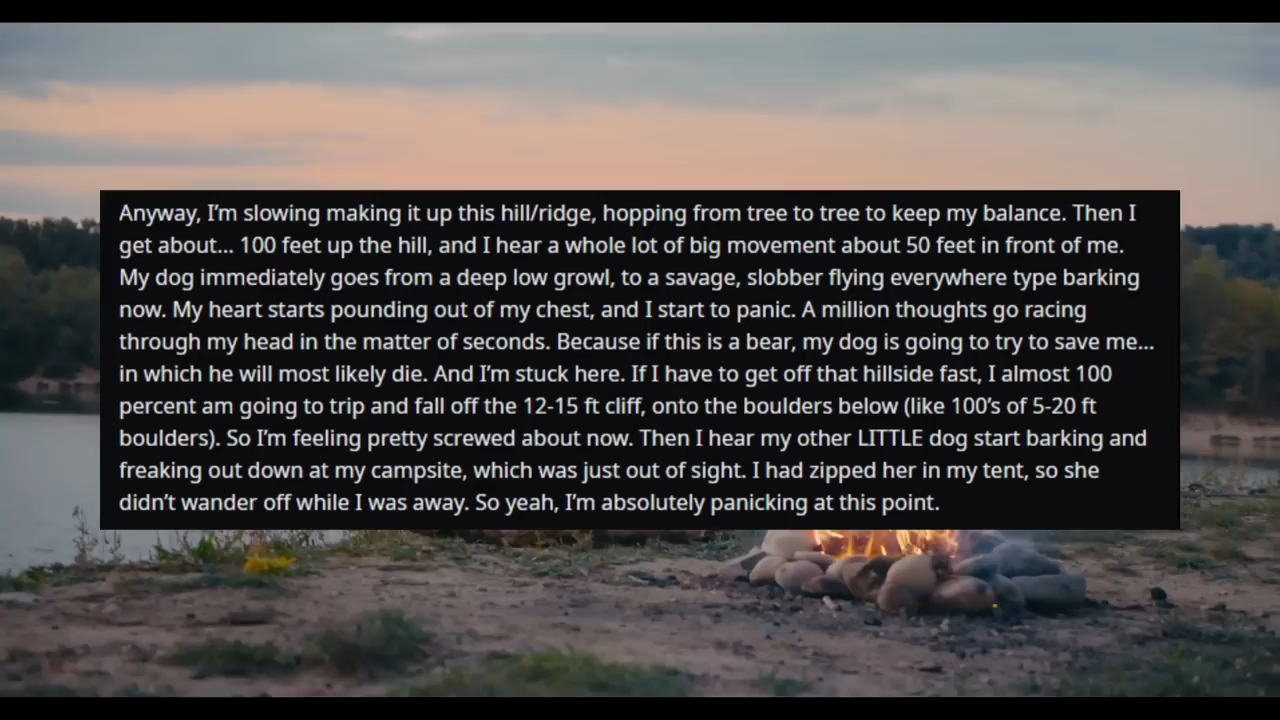 Anyway, I’m slowing making it up this hill/ridge, hopping from tree to tree to keep my balance. Then I
get about... 100 feet up the hill, and I hear a whole lot of big movement about 50 feet in front of me.
My dog immediately goes from a deep low growl, to a savage, slobber flying everywhere type barking
now. My heart starts pounding out of my chest, and I start to panic. A million thoughts go racing
through my head in the matter of seconds. Because if this is a bear, my dog is going to try to save me...
in which he will most likely die. And I’m stuck here. If I have to get off that hillside fast, I almost 100
percent am going to trip and fall off the 12-15 ft cliff, onto the boulders below (like 100’s of 5-20 ft
boulders). So I’m feeling pretty screwed about now. Then I hear my other LITTLE dog start barking and
freaking out down at my campsite, which was just out of sight. I had zipped her in my tent, so she
didn’t wander off while I was away. So yeah, I’m absolutely panicking at this point.